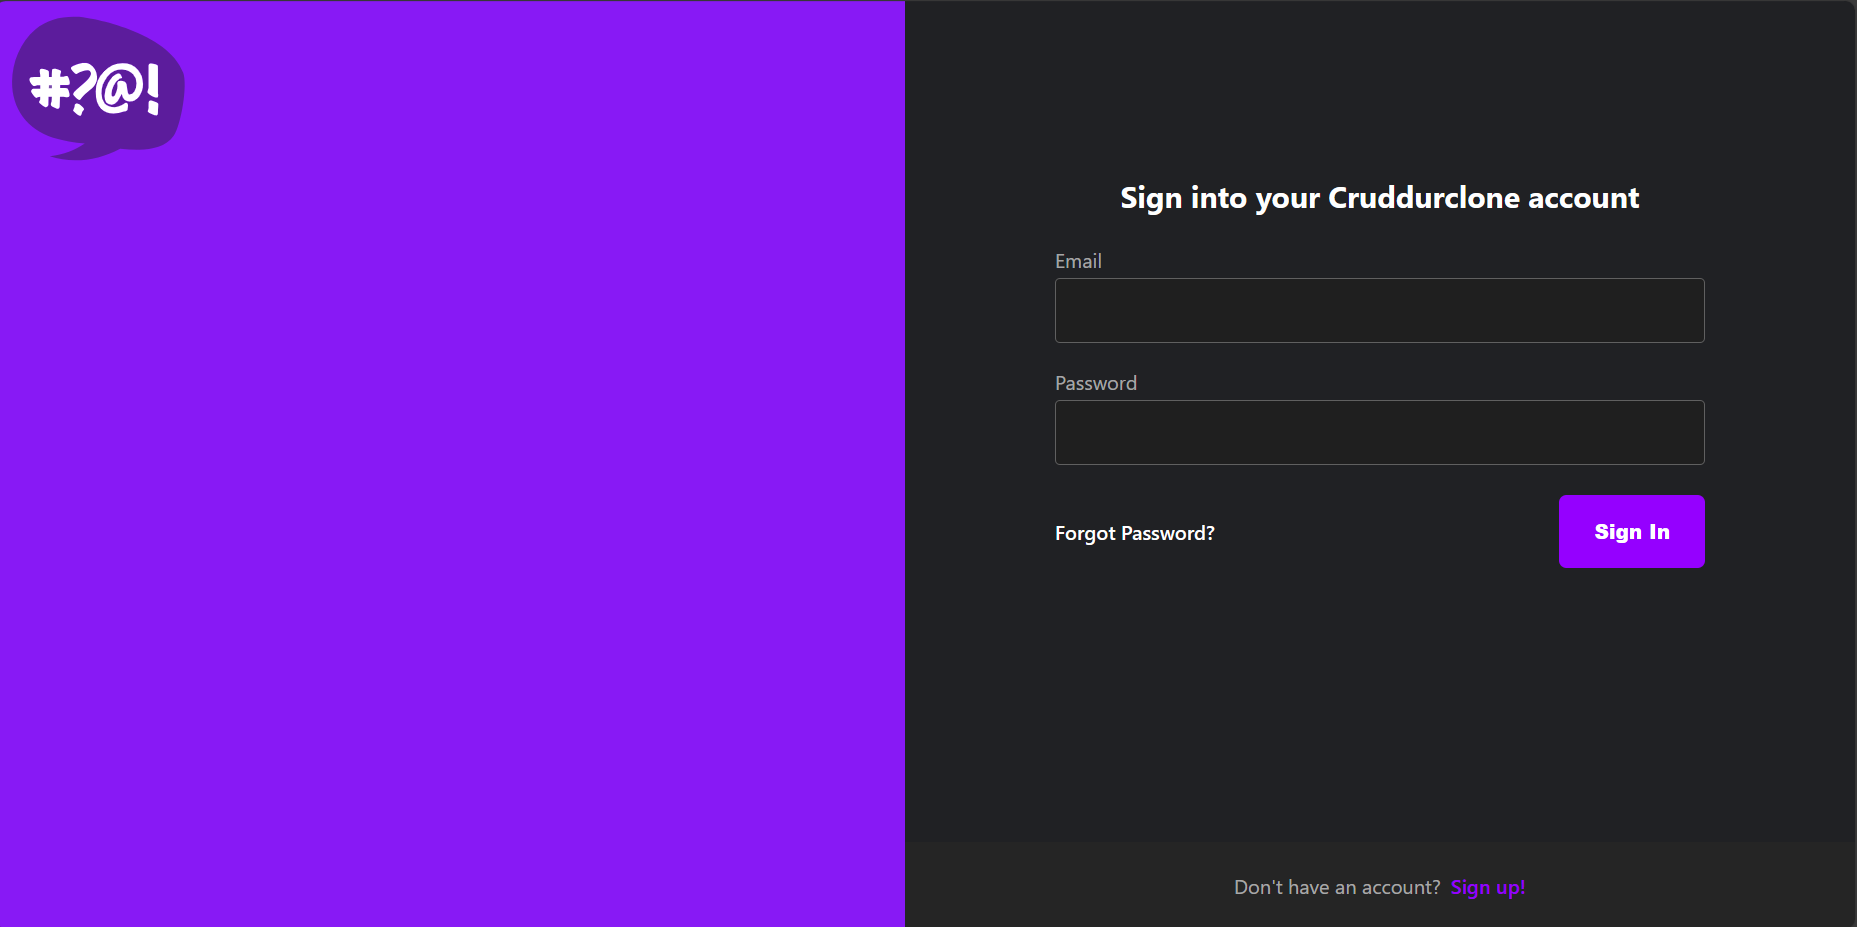 #?@!
Sign into your Cruddurclone account
Email
Password
Forgot Password?
Sign In
Don't have an account? Sign up!